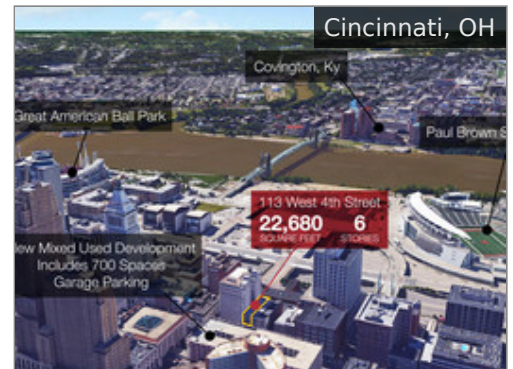 Cincinnati, OH
Covington, Ky
Great American Ball Park
Paul Brown S
113 West 4th Street
22,680 6
SQUARE FEET STORIES
ew Mixed Used Development
Includes 700 Spaces
Garage Parking